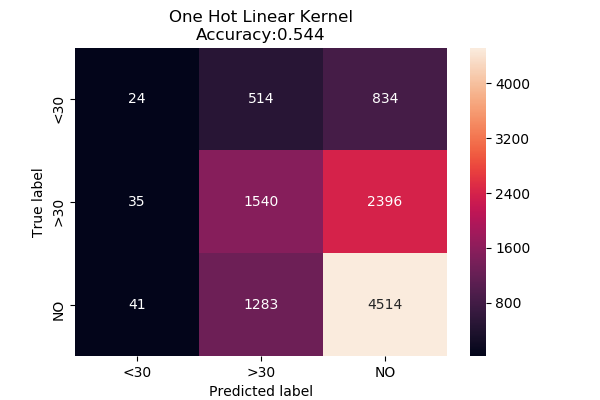 One Hot Linear Kernel
Accuracy:0.544
<30 24 514 834
>30 35 1540 2396
NO 41 1283 4514
<30 >30 NO
True label
Predicted label
4000
3200
2400
1600
800